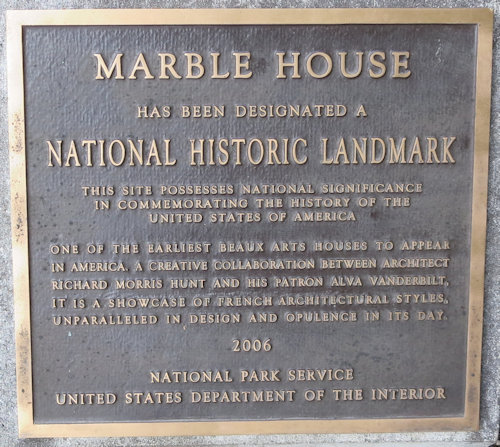 MARBLE HOUSE
HAS BEEN DESIGNATED A
NATIONAL HISTORIC LANDMARK
THIS SITE POSSESSES NATIONAL SIGNIFICANCE
IN COMMEMORATING THE HISTORY OF THE
UNITED STATES OF AMERICA
ONE OF THE EARLIEST BEAUX ARTS HOUSES TO APPEAR
IN AMERICA. A CREATIVE COLLABORATION BETWEEN ARCHITECT
RICHARD MORRIS HUNT AND HIS PATRON ALVA VANDERBILT,
IT IS A SHOWCASE OF FRENCH ARCHITECTURAL STYLES,
UNPARALLELED IN DESIGN AND OPULENCE IN ITS DAY.
2006
NATIONAL PARK SERVICE
UNITED STATES DEPARTMENT OF THE INTERIOR